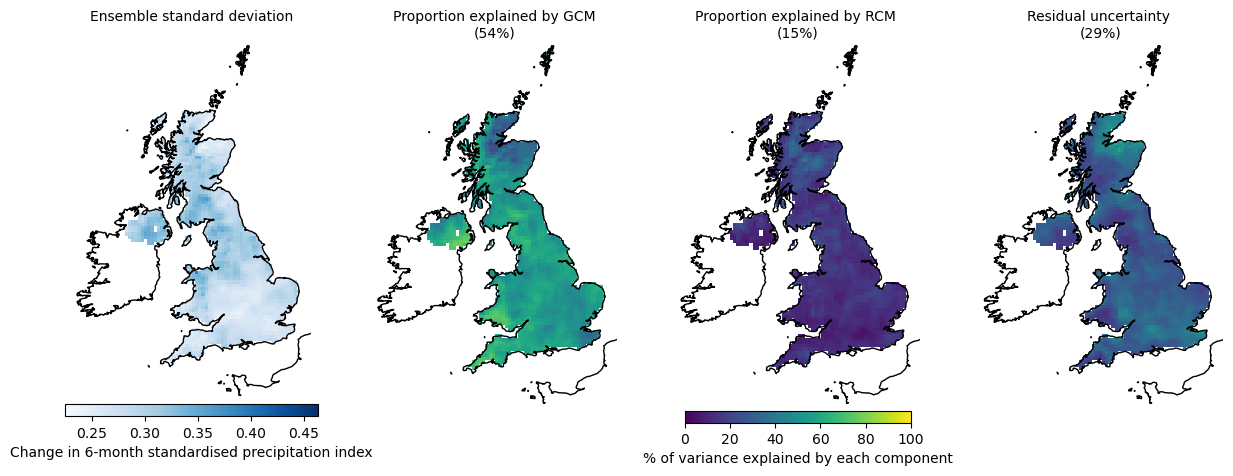 Ensemble standard deviation
Proportion explained by GCM
(54%)
Proportion explained by RCM
(15%)
Residual uncertainty
(29%)
0.25 0.30 0.35 0.40 0.45
Change in 6-month standardised precipitation index
0 20 40 60 80 100
% of variance explained by each component